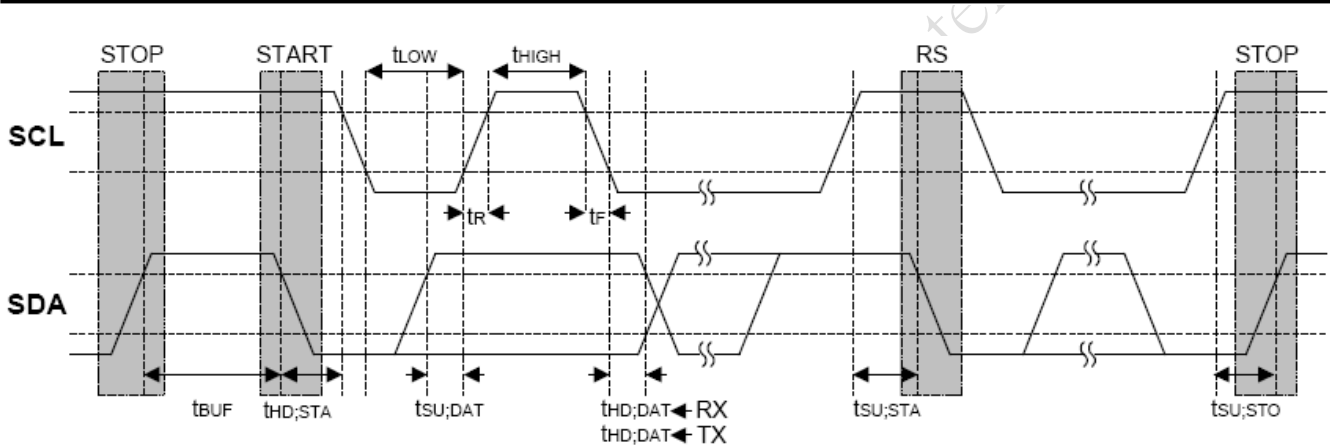 STOP START tLOW tHIGH RS STOP
SCL
tR tF
SDA
tBUF tHD;STA tSU;DAT tHD;DAT RX tSU;STA tSU;STO
tHD;DAT TX